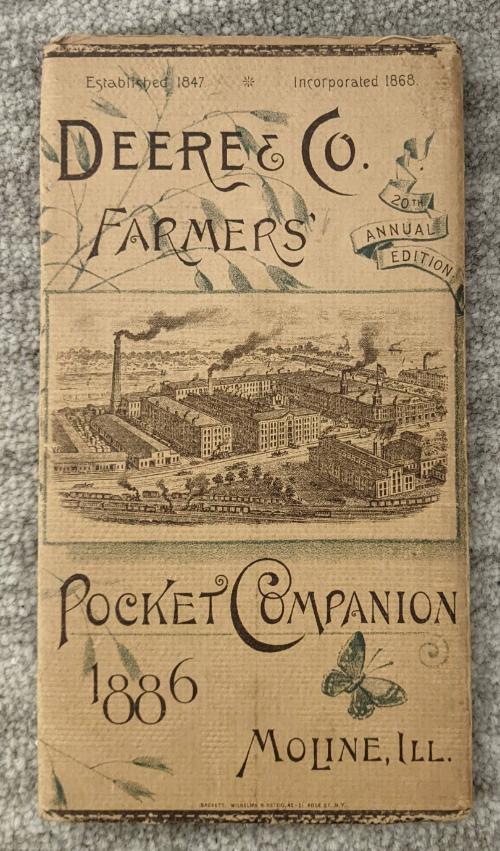 Established 1847. Incorporated 1868.
DEERE & CO.
FARMERS'
20TH
ANNUAL
EDITION
POCKET COMPANION
1886
MOLINE, ILL.